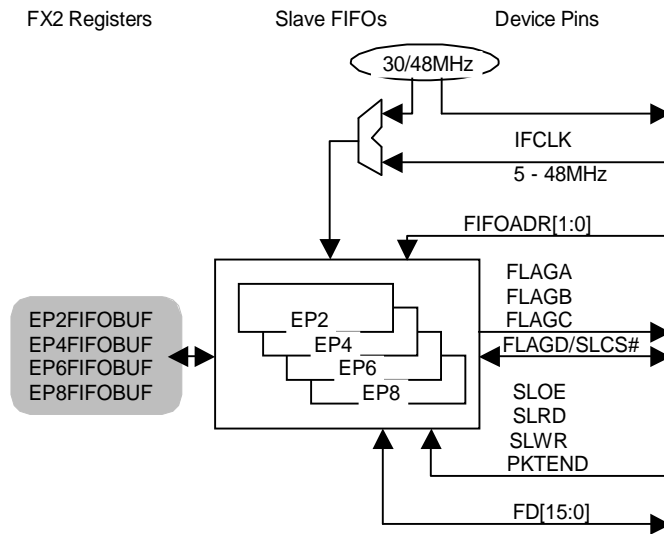 FX2 Registers
Slave FIFOs
Device Pins
30/48MHz
IFCLK
5 - 48MHz
FIFOADR[1:0]
FLAGA
FLAGB
FLAGC
FLAGD/SLCS#
EP2
EP4
EP6
EP8
EP2FIFOBUF
EP4FIFOBUF
EP6FIFOBUF
EP8FIFOBUF
SLOE
SLRD
SLWR
PKTEND
FD[15:0]